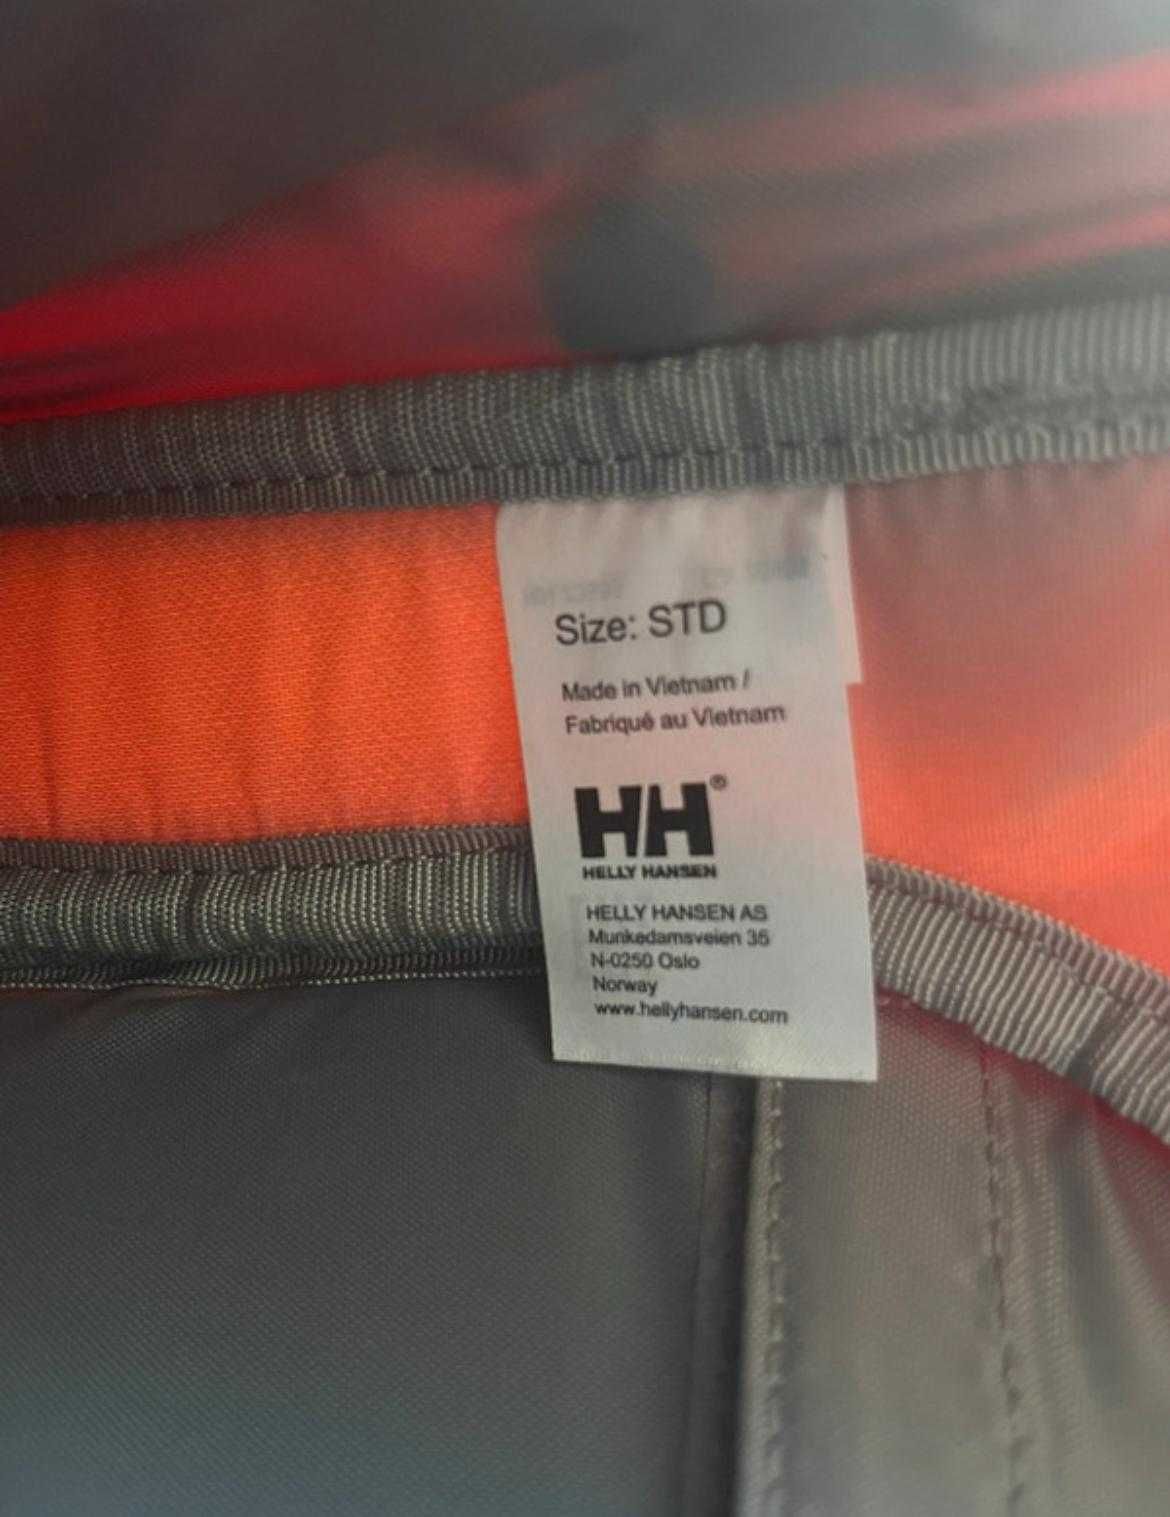 Size: STD
Made in Vietnam /
Fabriqué au Vietnam
HH®
HELLY HANSEN
HELLY HANSEN AS
Munkedamsveien 35
N-0250 Oslo
Norway
www.hellyhansen.com